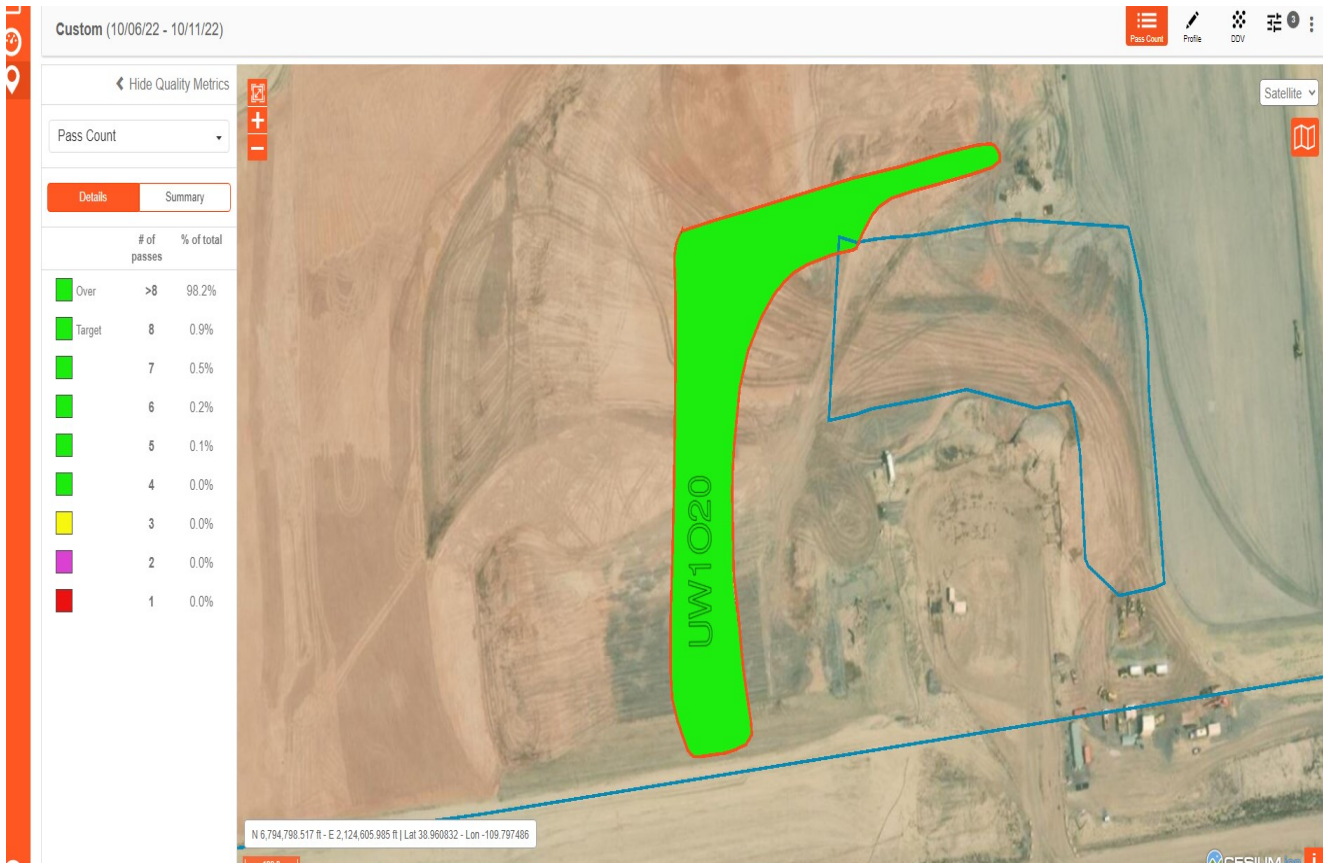 Custom (10/06/22 - 10/11/22)
Pass Count
Profile
DDV
3
Hide Quality Metrics
Satellite
Pass Count
Details
Summary
# of passes
% of total
Over >8 98.2%
Target 8 0.9%
7 0.5%
6 0.2%
5 0.1%
4 0.0%
3 0.0%
2 0.0%
1 0.0%
UW1O20
N 6,794,798.517 ft - E 2,124,605.985 ft | Lat 38.960832 - Lon -109.797486
CESIUM